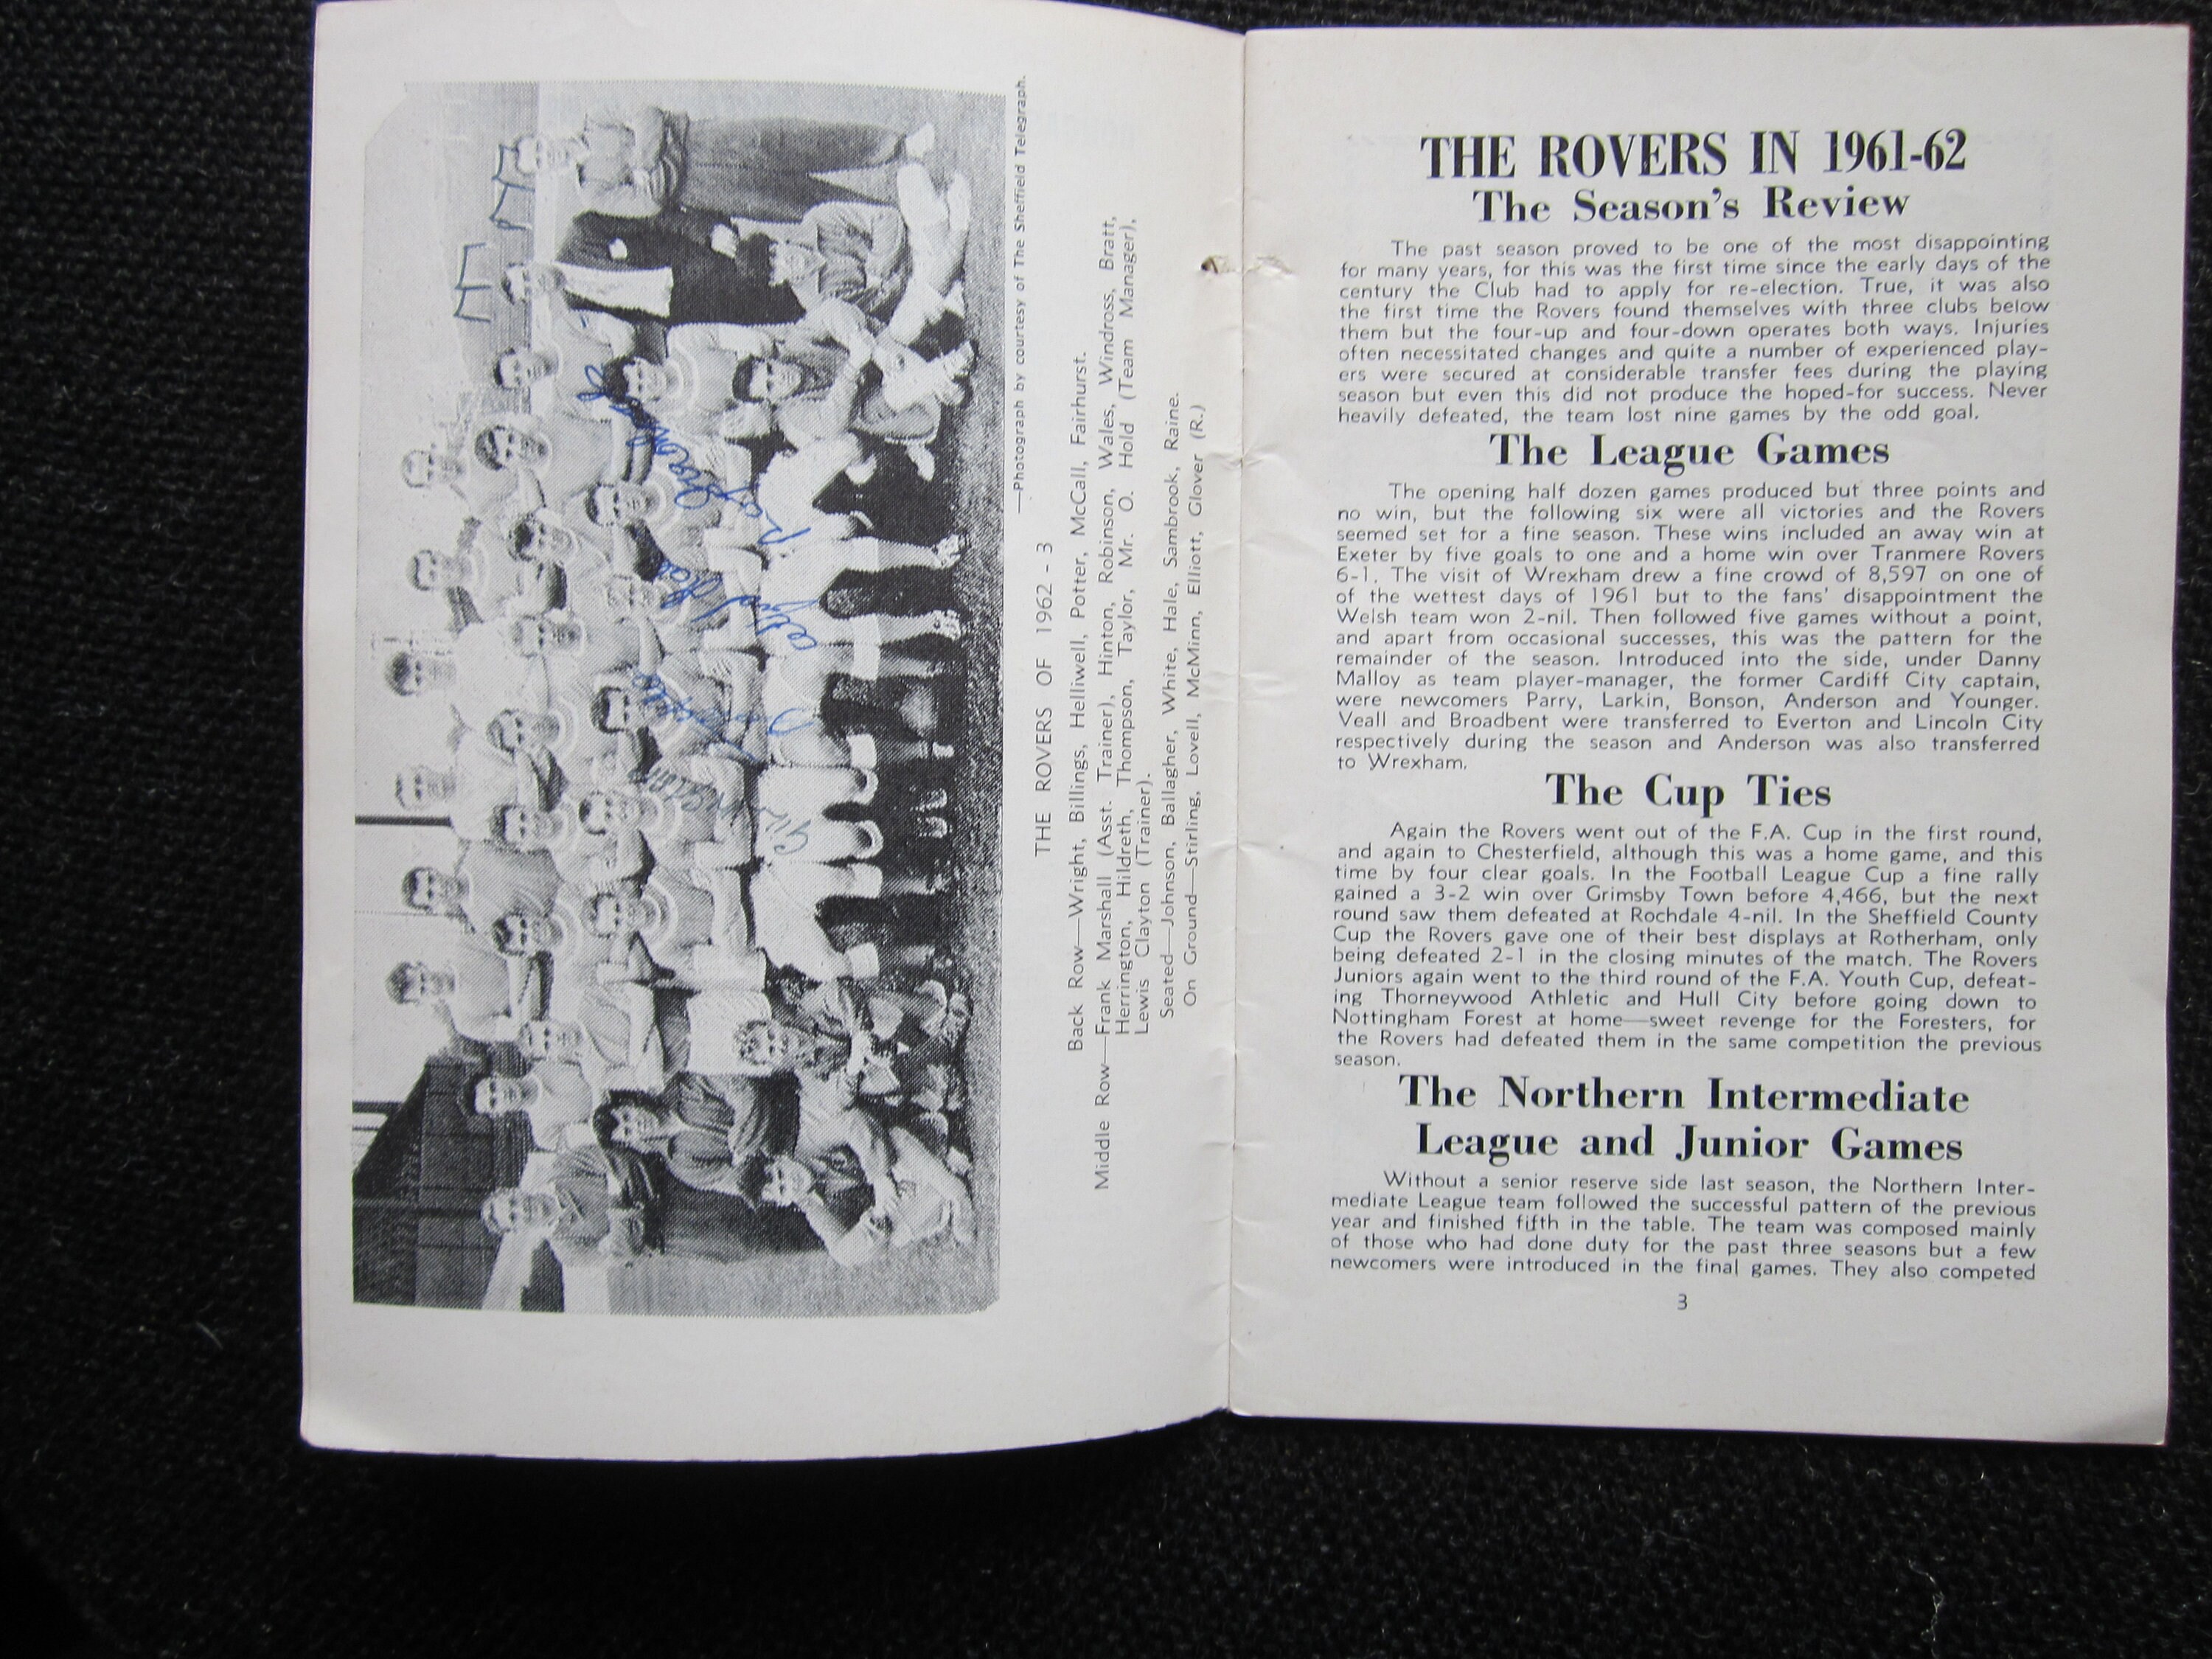 —Photograph by courtesy of The Sheffield Telegraph.
THE ROVERS OF 1962 - 3
Back Row—Wright, Billings, Helliwell, Potter, McCall, Fairhurst.
Middle Row—Frank Marshall (Asst. Trainer), Hinton, Robinson, Wales, Windross, Bratt,
Herrington, Hildreth, Thompson, Taylor, Mr. O. Hold (Team Manager),
Lewis Clayton (Trainer).
Seated—Johnson, Ballagher, White, Hale, Sambrook, Raine.
On Ground—Stirling, Lovell, McMinn, Elliott, Glover (R.)
THE ROVERS IN 1961-62
The Season's Review
The past season proved to be one of the most disappointing
for many years, for this was the first time since the early days of the
century the Club had to apply for re-election. True, it was also
the first time the Rovers found themselves with three clubs below
them but the four-up and four-down operates both ways. Injuries
often necessitated changes and quite a number of experienced play-
ers were secured at considerable transfer fees during the playing
season but even this did not produce the hoped-for success. Never
heavily defeated, the team lost nine games by the odd goal.
The League Games
The opening half dozen games produced but three points and
no win, but the following six were all victories and the Rovers
seemed set for a fine season. These wins included an away win at
Exeter by five goals to one and a home win over Tranmere Rovers
6-1. The visit of Wrexham drew a fine crowd of 8,597 on one of
of the wettest days of 1961 but to the fans' disappointment the
Welsh team won 2-nil. Then followed five games without a point,
and apart from occasional successes, this was the pattern for the
remainder of the season. Introduced into the side, under Danny
Malloy as team player-manager, the former Cardiff City captain,
were newcomers Parry, Larkin, Bonson, Anderson and Younger.
Veall and Broadbent were transferred to Everton and Lincoln City
respectively during the season and Anderson was also transferred
to Wrexham.
The Cup Ties
Again the Rovers went out of the F.A. Cup in the first round,
and again to Chesterfield, although this was a home game, and this
time by four clear goals. In the Football League Cup a fine rally
gained a 3-2 win over Grimsby Town before 4,466, but the next
round saw them defeated at Rochdale 4-nil. In the Sheffield County
Cup the Rovers gave one of their best displays at Rotherham, only
being defeated 2-1 in the closing minutes of the match. The Rovers
Juniors again went to the third round of the F.A. Youth Cup, defeat-
ing Thorneywood Athletic and Hull City before going down to
Nottingham Forest at home—sweet revenge for the Foresters, for
the Rovers had defeated them in the same competition the previous
season.
The Northern Intermediate
League and Junior Games
Without a senior reserve side last season, the Northern Inter-
mediate League team followed the successful pattern of the previous
year and finished fifth in the table. The team was composed mainly
of those who had done duty for the past three seasons but a few
newcomers were introduced in the final games. They also competed
3